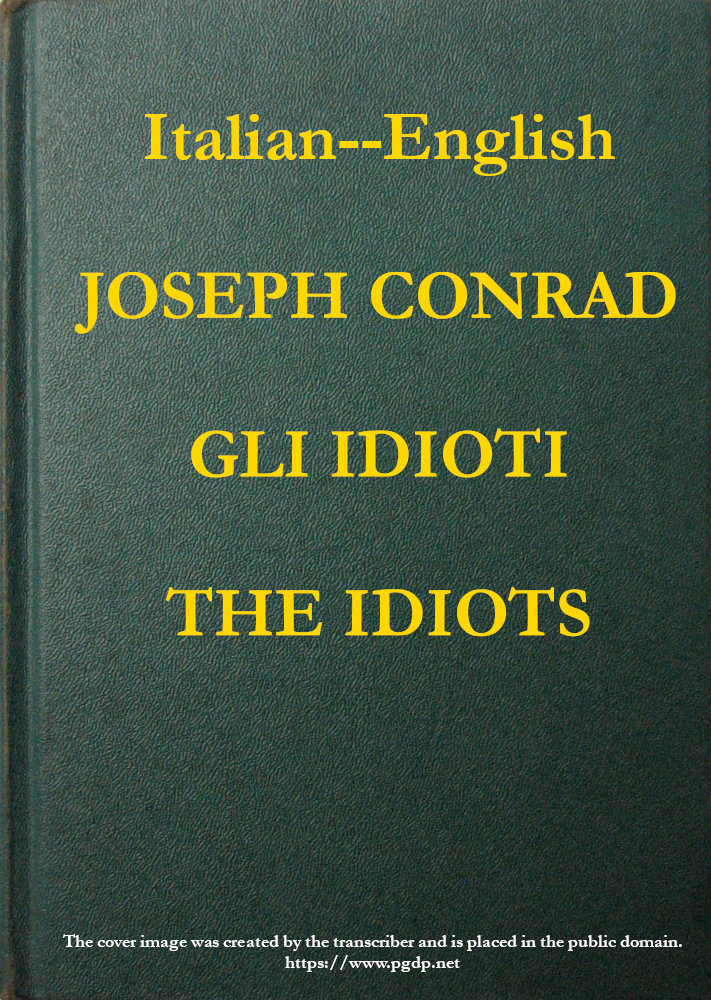 Italian--English
JOSEPH CONRAD
GLI IDIOTI
THE IDIOTS
The cover image was created by the transcriber and is placed in the public domain.
https://www.pgdp.net